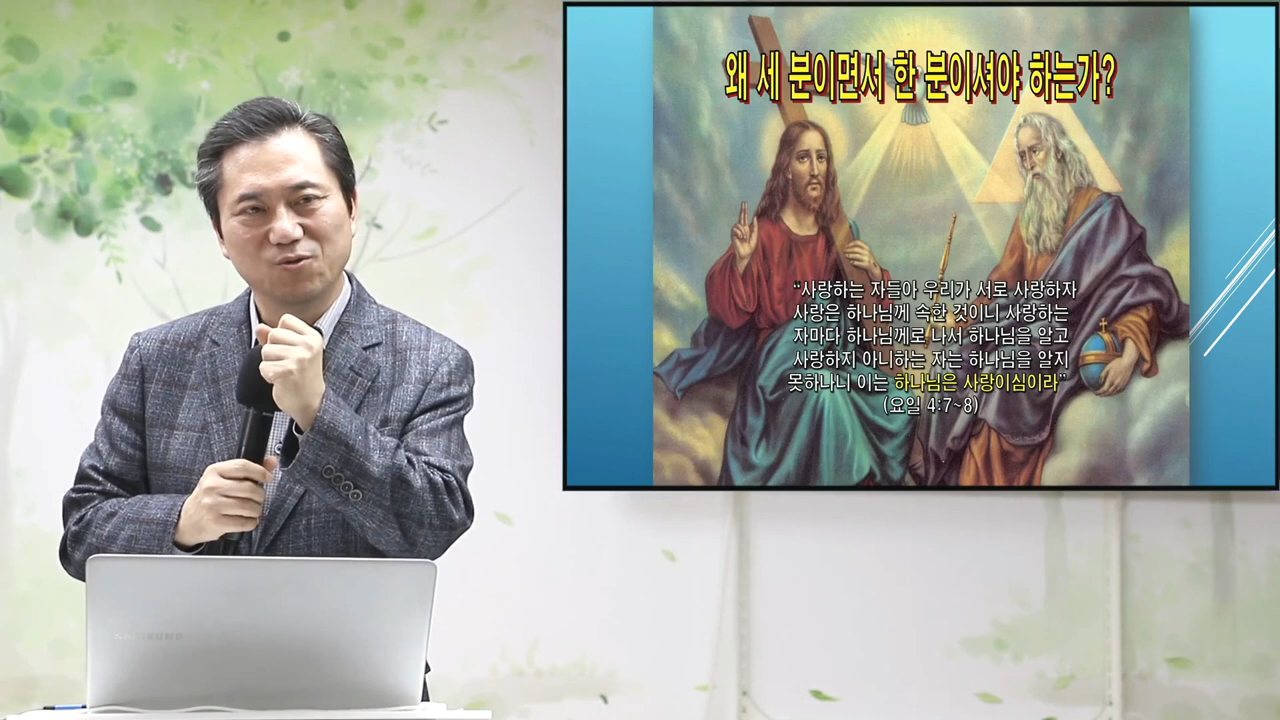 왜 세 분이면서 한 분이셔야 하는가?
“사랑하는 자들아 우리가 서로 사랑하자
사랑은 하나님께 속한 것이니 사랑하는
자마다 하나님께로 나서 하나님을 알고
사랑하지 아니하는 자는 하나님을 알지
못하나니 이는 하나님은 사랑이심이라”
(요일 4:7~8)
SAMSUNG